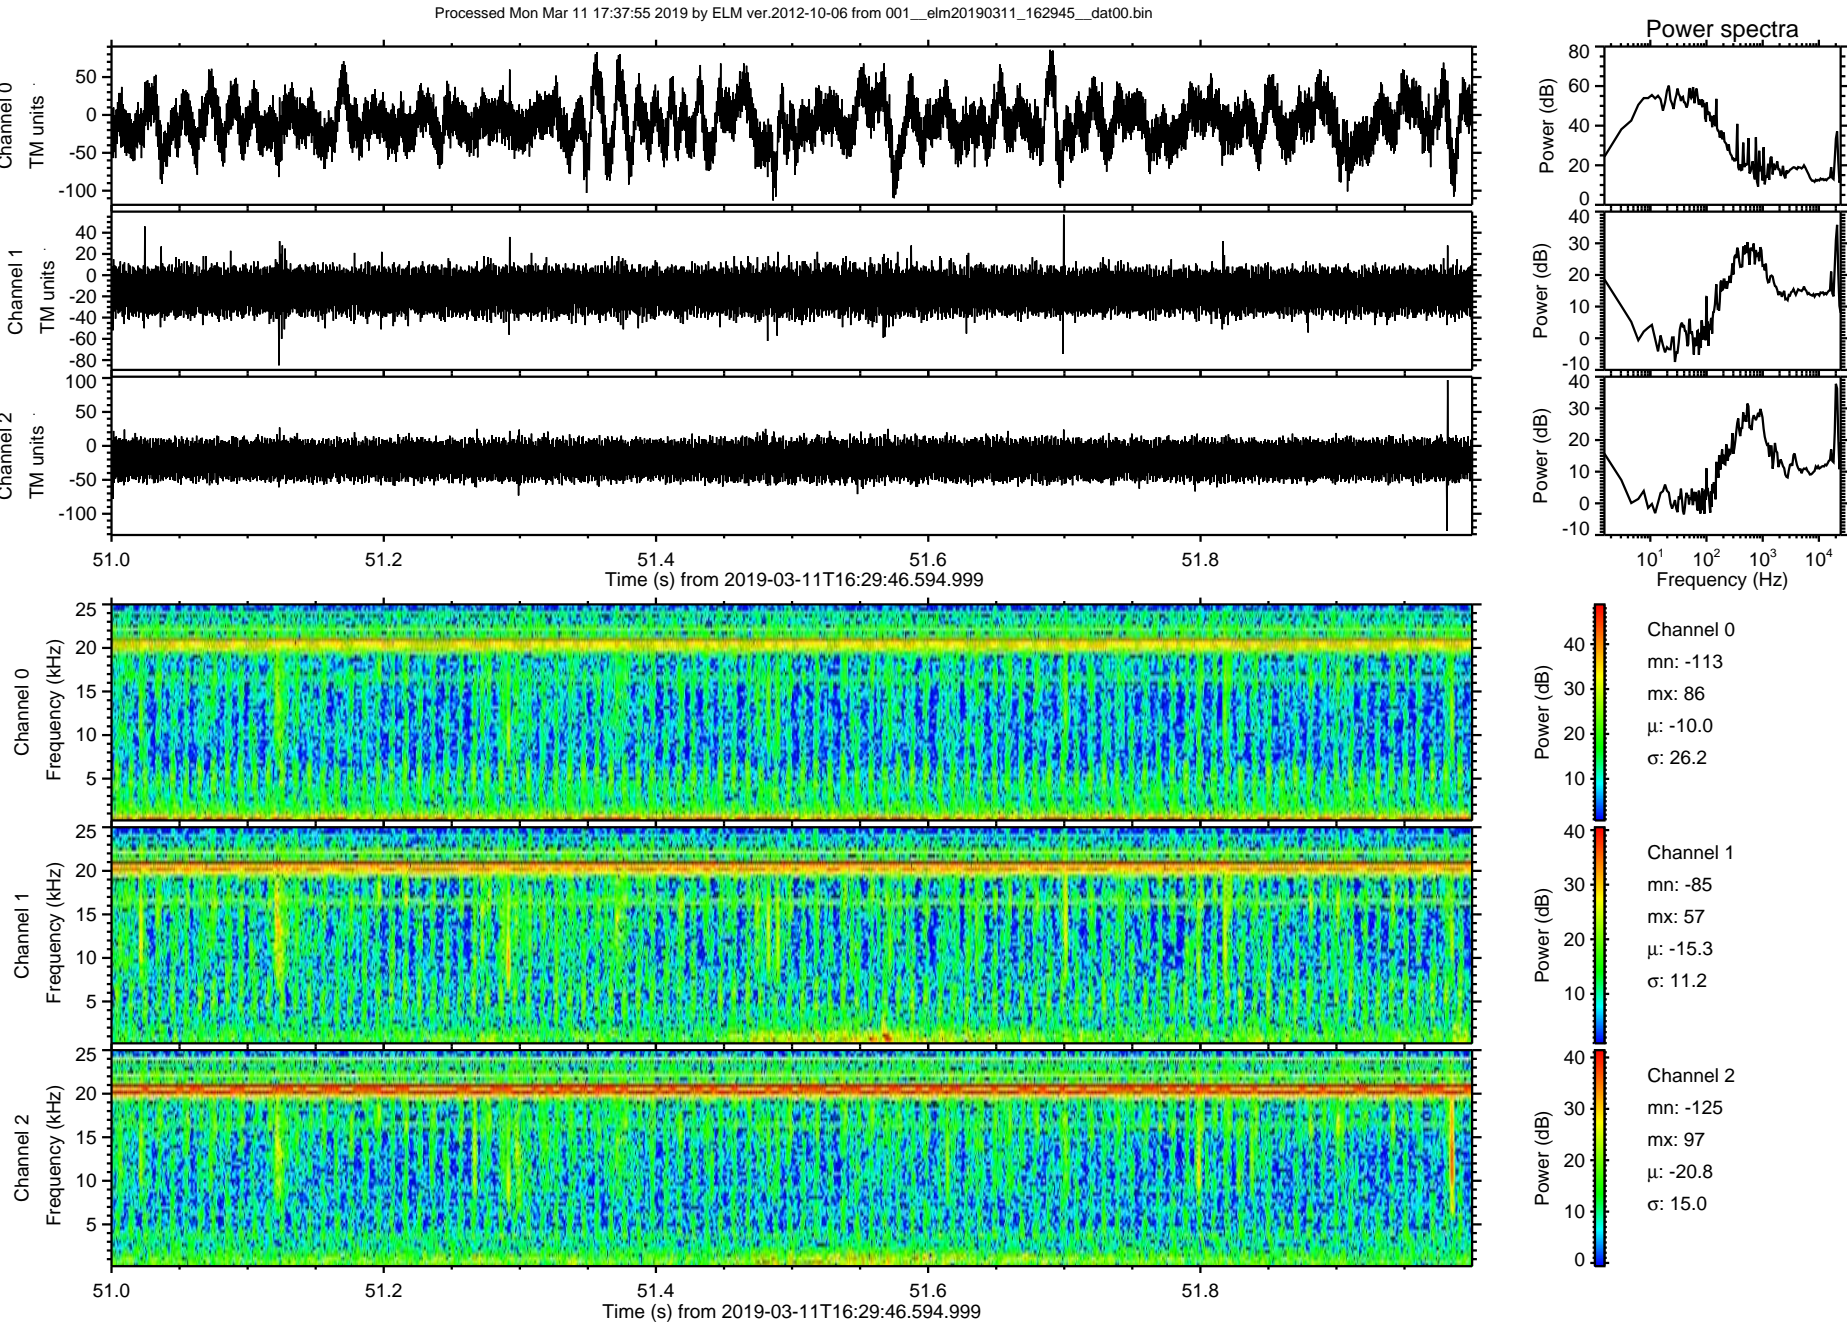 Processed Mon Mar 11 17:37:55 2019 by ELM ver.2012-10-06 from 001__elm20190311_162945__dat00.bin
Power spectra
Channel 0
TM units
50
0
-50
-100
Power (dB)
80
60
40
20
0
Channel 1
TM units
40
20
0
-20
-40
-60
-80
Power (dB)
40
30
20
10
0
-10
Channel 2
TM units
100
50
0
-50
-100
Power (dB)
40
30
20
10
0
-10
51.0 51.2 51.4 51.6 51.8
Time (s) from 2019-03-11T16:29:46.594.999
10¹ 10² 10³ 10⁴
Frequency (Hz)
Channel 0
Frequency (kHz)
25
20
15
10
5
Power (dB)
40
30
20
10
Channel 0
mn: -113
mx: 86
μ: -10.0
σ: 26.2
Channel 1
Frequency (kHz)
25
20
15
10
5
Power (dB)
40
30
20
10
Channel 1
mn: -85
mx: 57
μ: -15.3
σ: 11.2
Channel 2
Frequency (kHz)
25
20
15
10
5
Power (dB)
40
30
20
10
0
Channel 2
mn: -125
mx: 97
μ: -20.8
σ: 15.0
51.0 51.2 51.4 51.6 51.8
Time (s) from 2019-03-11T16:29:46.594.999